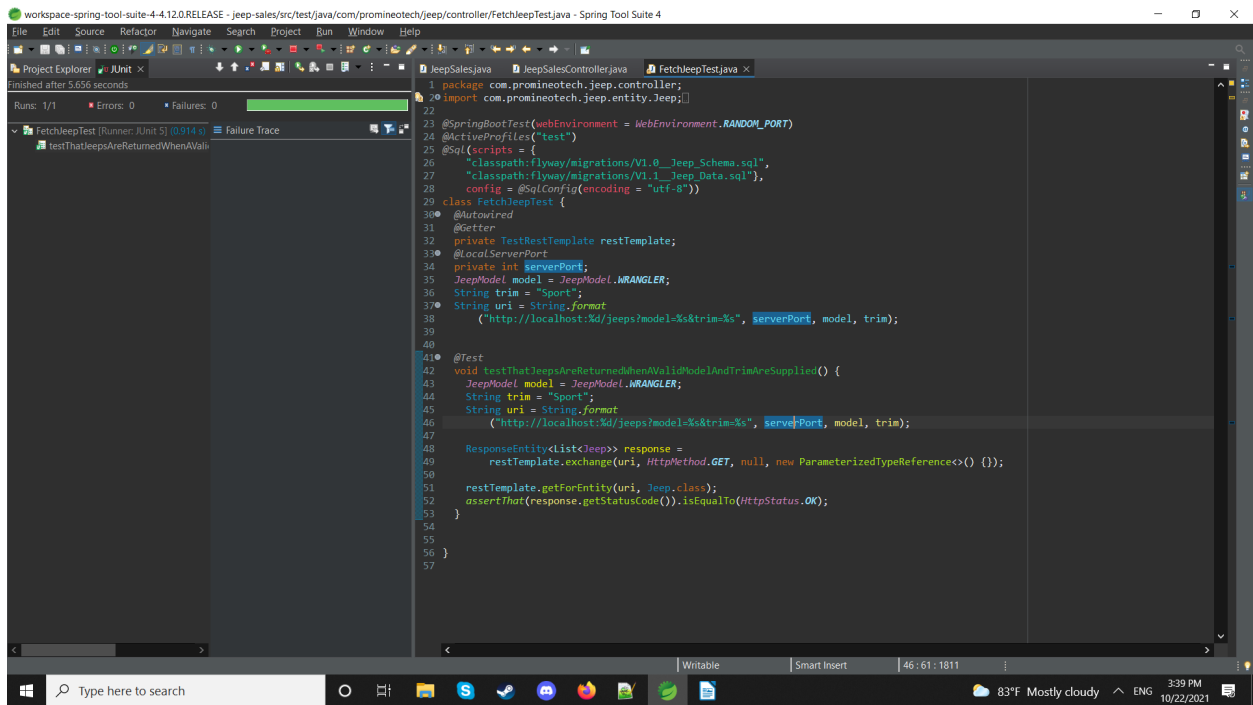 workspace-spring-tool-suite-4-4.12.0.RELEASE - jeep-sales/src/test/java/com/promineotech/jeep/controller/FetchJeepTest.java - Spring Tool Suite 4
File Edit Source Refactor Navigate Search Project Run Window Help
Project Explorer JUnit
JeepSales.java JeepSalesController.java FetchJeepTest.java
Finished after 5.656 seconds
Runs: 1/1 Errors: 0 Failures: 0
FetchJeepTest [Runner: JUnit 5] (0.914 s)
testThatJeepsAreReturnedWhenAVali
Failure Trace
1 package com.promineotech.jeep.controller;
2 import com.promineotech.jeep.entity.Jeep;
22
23 @SpringBootTest(webEnvironment = WebEnvironment.RANDOM_PORT)
24 @ActiveProfiles("test")
25 @Sql(scripts = {
26 "classpath:flyway/migrations/V1.0__Jeep_Schema.sql",
27 "classpath:flyway/migrations/V1.1__Jeep_Data.sql"},
28 config = @SqlConfig(encoding = "utf-8"))
29 class FetchJeepTest {
30 @Autowired
31 @Getter
32 private TestRestTemplate restTemplate;
33 @LocalServerPort
34 private int serverPort;
35 JeepModel model = JeepModel.WRANGLER;
36 String trim = "Sport";
37 String uri = String.format
38 ("http://localhost:%d/jeeps?model=%s&trim=%s", serverPort, model, trim);
39
40
41 @Test
42 void testThatJeepsAreReturnedWhenAValidModelAndTrimAreSupplied() {
43 JeepModel model = JeepModel.WRANGLER;
44 String trim = "Sport";
45 String uri = String.format
46 ("http://localhost:%d/jeeps?model=%s&trim=%s", serverPort, model, trim);
47
48 ResponseEntity<List<Jeep>> response =
49 restTemplate.exchange(uri, HttpMethod.GET, null, new ParameterizedTypeReference<>() {});
50
51 restTemplate.getForEntity(uri, Jeep.class);
52 assertThat(response.getStatusCode()).isEqualTo(HttpStatus.OK);
53 }
54
55
56 }
57
Writable Smart Insert 46 : 61 : 1811
Type here to search
83°F Mostly cloudy ENG 3:39 PM
10/22/2021